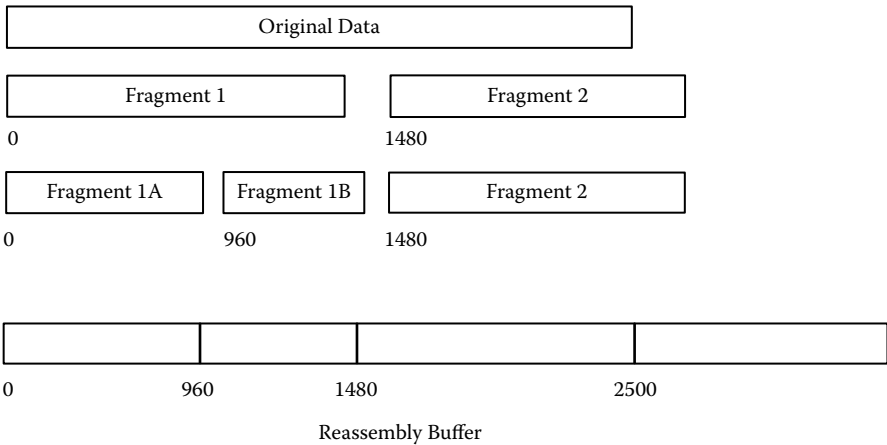 Original Data
Fragment 1 Fragment 2
0 1480
Fragment 1A Fragment 1B Fragment 2
0 960 1480
0 960 1480 2500
Reassembly Buffer